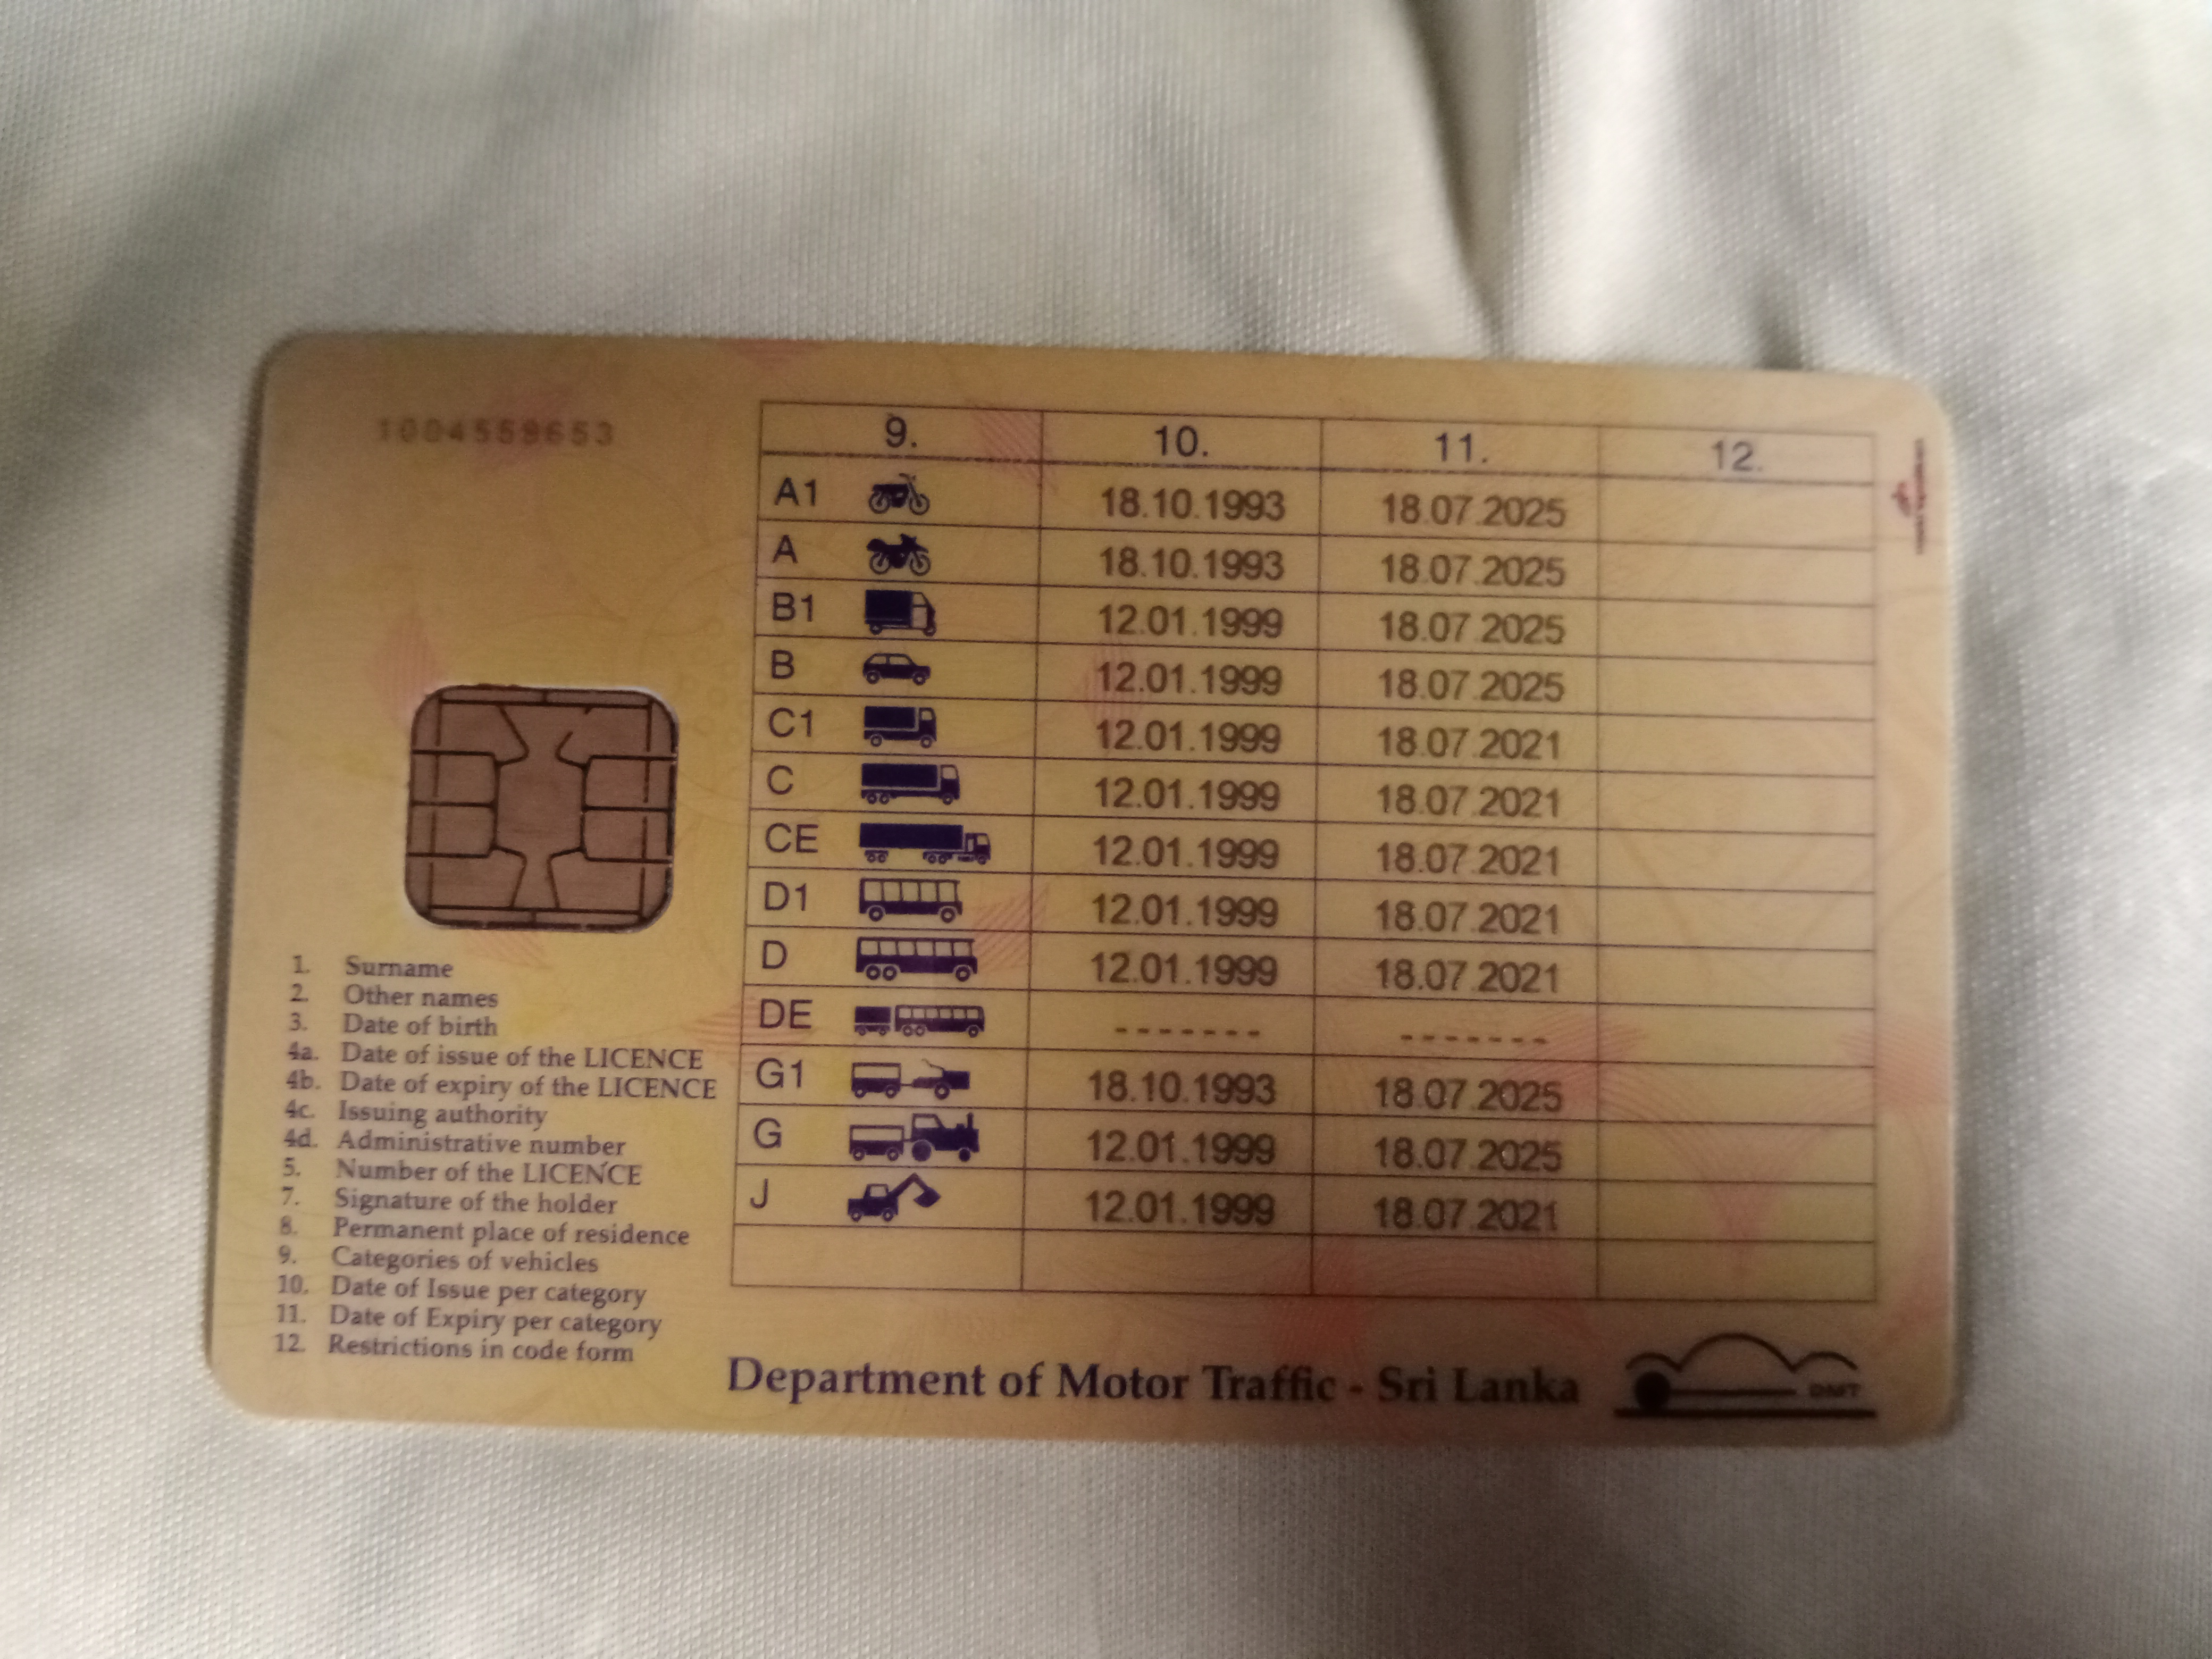 1004559653
9. 10. 11. 12.
A1 18.10.1993 18.07.2025
A 18.10.1993 18.07.2025
B1 12.01.1999 18.07.2025
B 12.01.1999 18.07.2025
C1 12.01.1999 18.07.2021
C 12.01.1999 18.07.2021
CE 12.01.1999 18.07.2021
D1 12.01.1999 18.07.2021
D 12.01.1999 18.07.2021
DE ------- -------
G1 18.10.1993 18.07.2025
G 12.01.1999 18.07.2025
J 12.01.1999 18.07.2021
1. Surname
2. Other names
3. Date of birth
4a. Date of issue of the LICENCE
4b. Date of expiry of the LICENCE
4c. Issuing authority
4d. Administrative number
5. Number of the LICENCE
7. Signature of the holder
8. Permanent place of residence
9. Categories of vehicles
10. Date of Issue per category
11. Date of Expiry per category
12. Restrictions in code form
Department of Motor Traffic - Sri Lanka
DMT